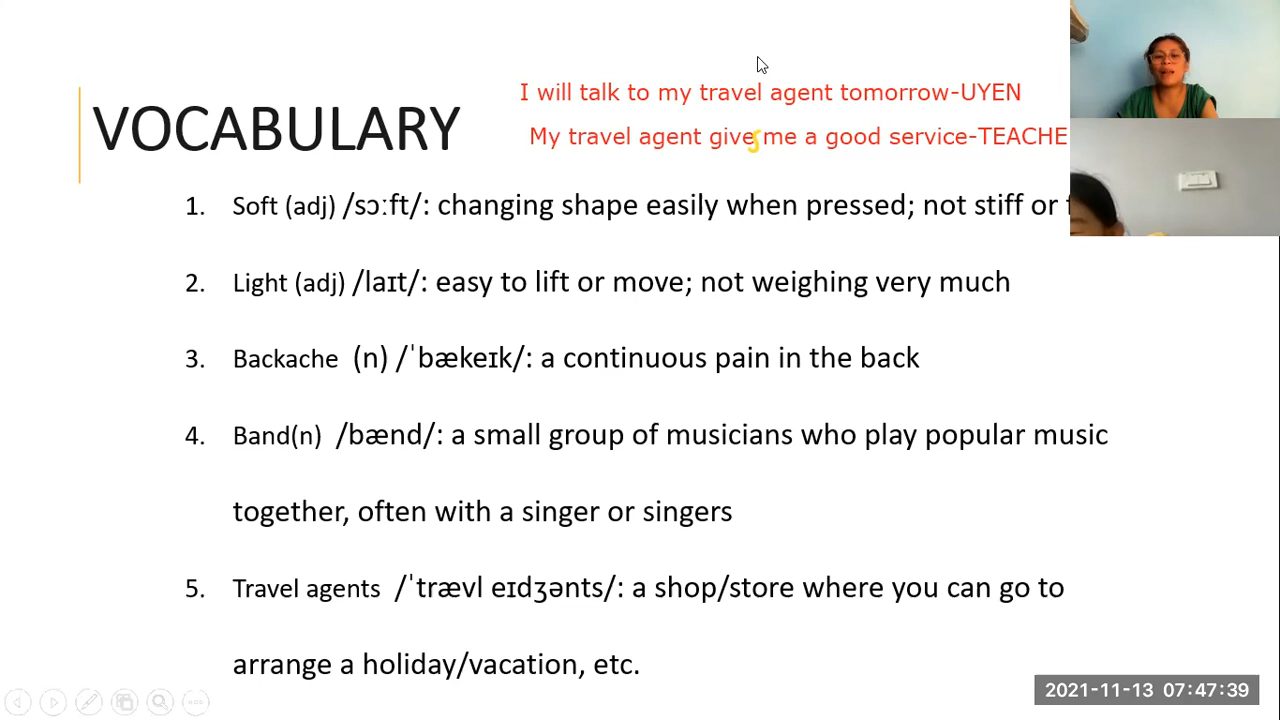 I will talk to my travel agent tomorrow-UYEN
VOCABULARY
My travel agent gives me a good service-TEACHE
1. Soft (adj) /sɔːft/: changing shape easily when pressed; not stiff or
2. Light (adj) /laɪt/: easy to lift or move; not weighing very much
3. Backache (n) /ˈbækeɪk/: a continuous pain in the back
4. Band(n) /bænd/: a small group of musicians who play popular music
together, often with a singer or singers
5. Travel agents /ˈtrævl eɪdʒənts/: a shop/store where you can go to
arrange a holiday/vacation, etc.
2021-11-13 07:47:39